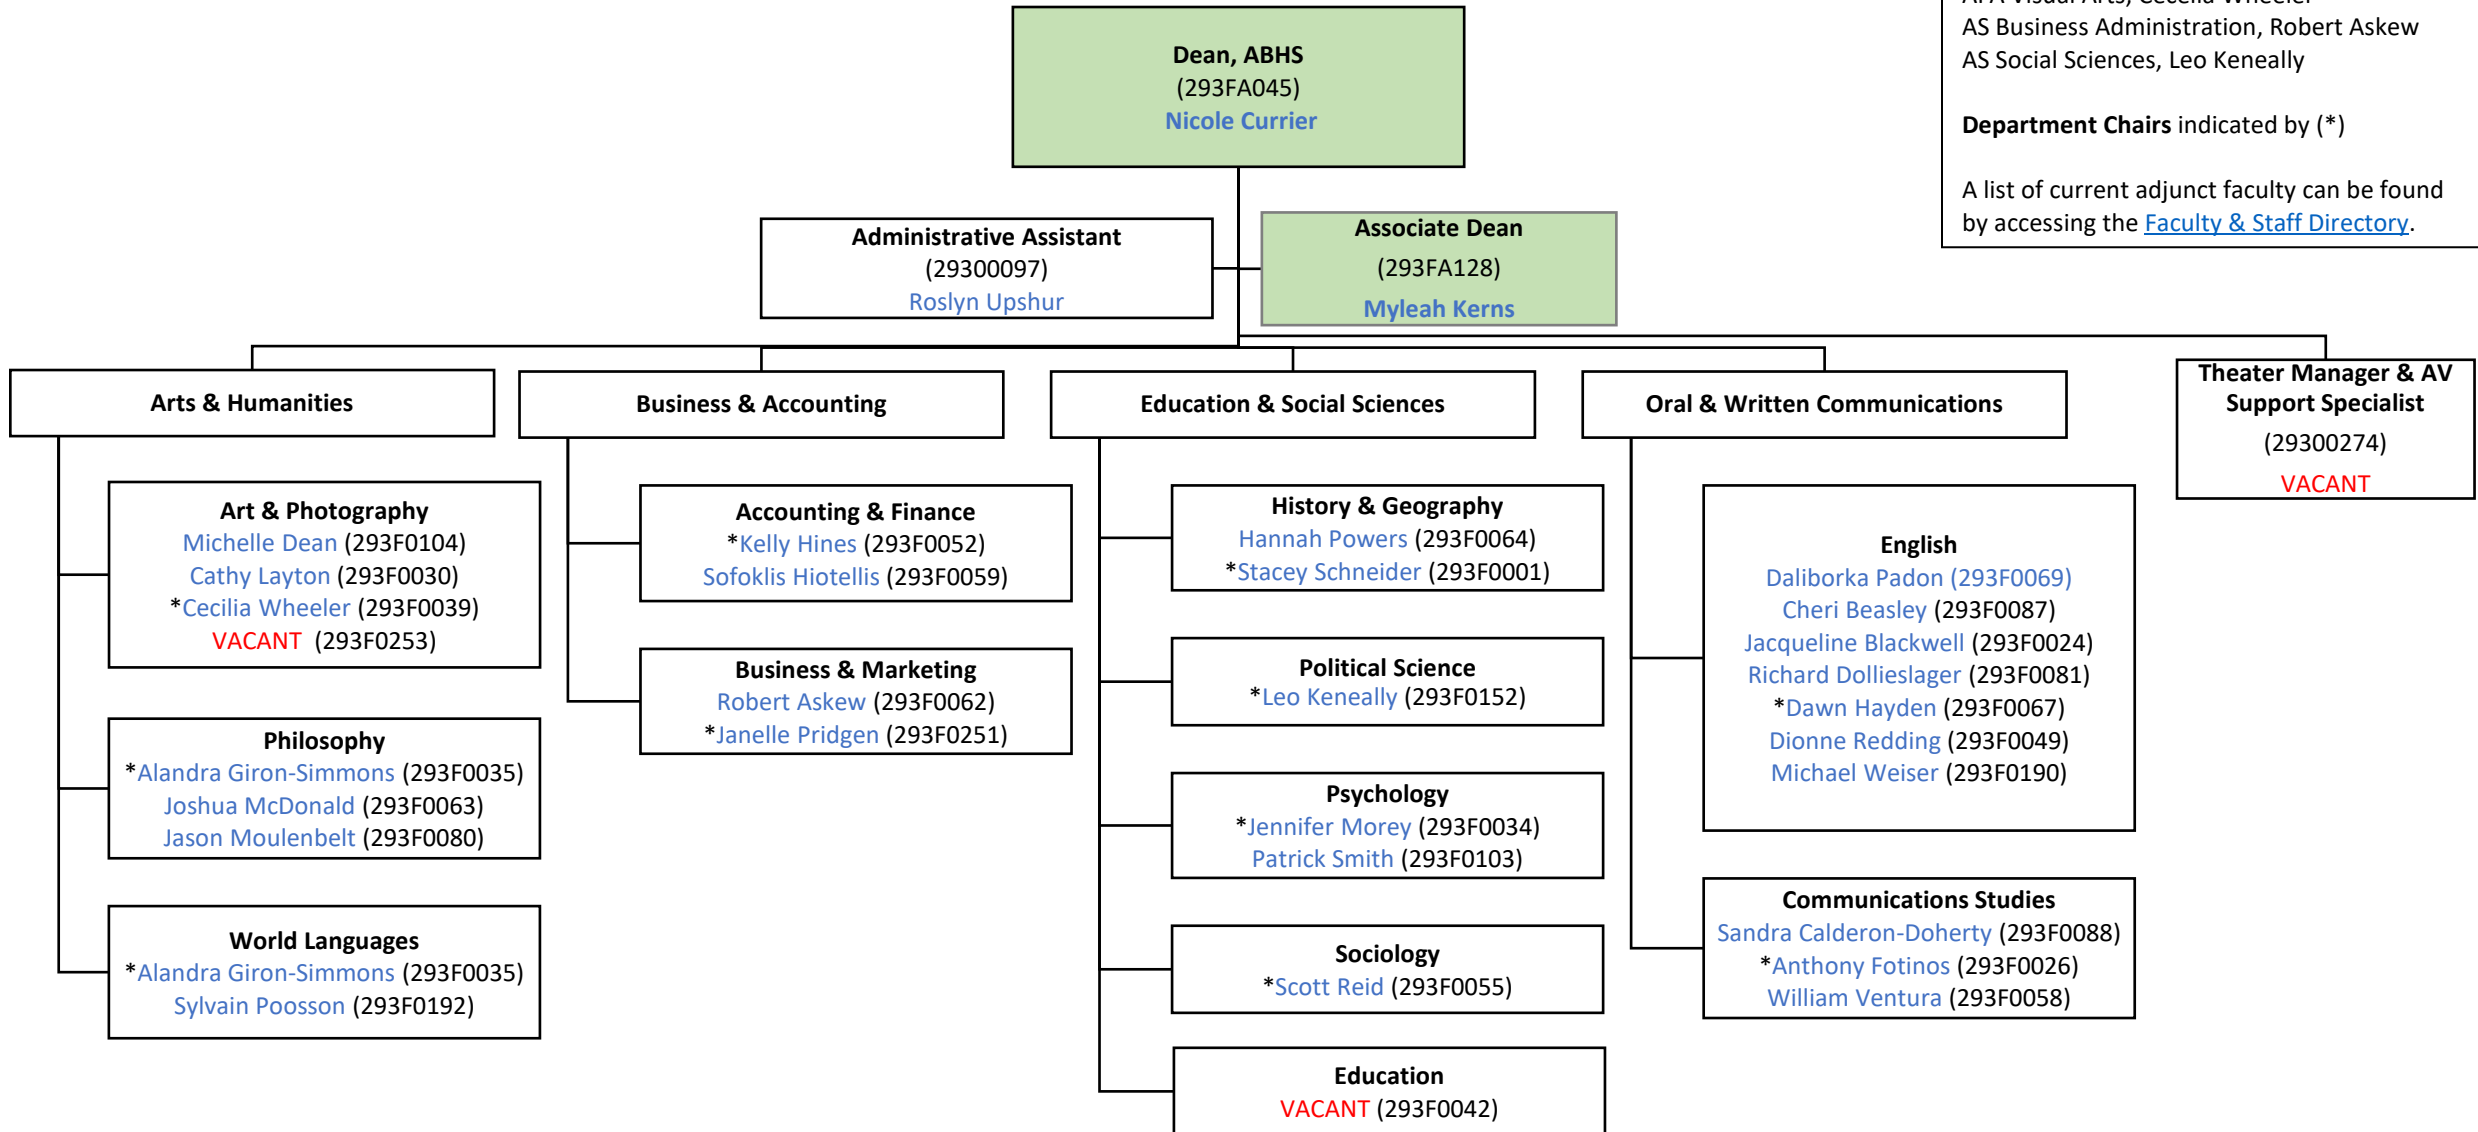 Visual Arts, Cecelia Wheeler
AS Business Administration, Robert Askew
AS Social Sciences, Leo Keneally
Department Chairs indicated by (*)
A list of current adjunct faculty can be found
by accessing the Faculty & Staff Directory.
Dean, ABHS
(293FA045)
Nicole Currier
Administrative Assistant
(29300097)
Roslyn Upshur
Associate Dean
(293FA128)
Myleah Kerns
Arts & Humanities
Art & Photography
Michelle Dean (293F0104)
Cathy Layton (293F0030)
*Cecilia Wheeler (293F0039)
VACANT (293F0253)
Philosophy
*Alandra Giron-Simmons (293F0035)
Joshua McDonald (293F0063)
Jason Moulenbelt (293F0080)
World Languages
*Alandra Giron-Simmons (293F0035)
Sylvain Poosson (293F0192)
Business & Accounting
Accounting & Finance
*Kelly Hines (293F0052)
Sofoklis Hiotellis (293F0059)
Business & Marketing
Robert Askew (293F0062)
*Janelle Pridgen (293F0251)
Education & Social Sciences
History & Geography
Hannah Powers (293F0064)
*Stacey Schneider (293F0001)
Political Science
*Leo Keneally (293F0152)
Psychology
*Jennifer Morey (293F0034)
Patrick Smith (293F0103)
Sociology
*Scott Reid (293F0055)
Education
VACANT (293F0042)
Oral & Written Communications
English
Daliborka Padon (293F0069)
Cheri Beasley (293F0087)
Jacqueline Blackwell (293F0024)
Richard Dollieslager (293F0081)
*Dawn Hayden (293F0067)
Dionne Redding (293F0049)
Michael Weiser (293F0190)
Communications Studies
Sandra Calderon-Doherty (293F0088)
*Anthony Fotinos (293F0026)
William Ventura (293F0058)
Theater Manager & AV
Support Specialist
(29300274)
VACANT